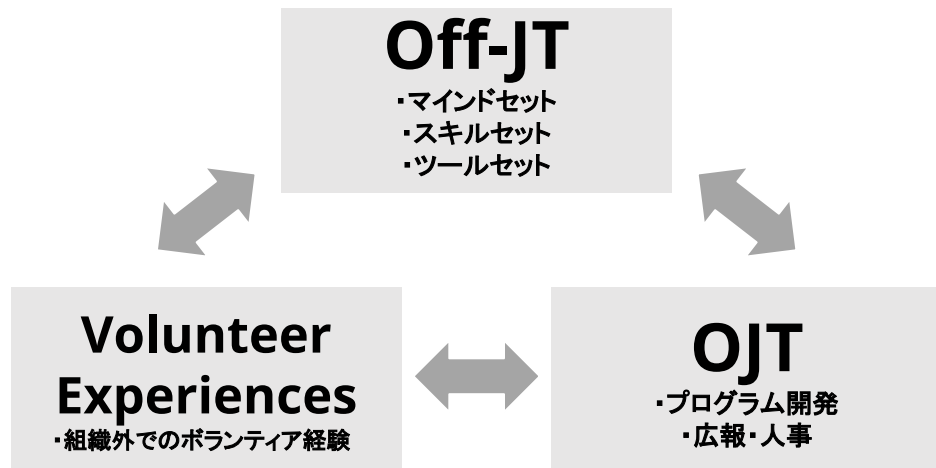 Off-JT
・マインドセット
・スキルセット
・ツールセット
Volunteer
Experiences
・組織外でのボランティア経験
OJT
・プログラム開発
・広報・人事